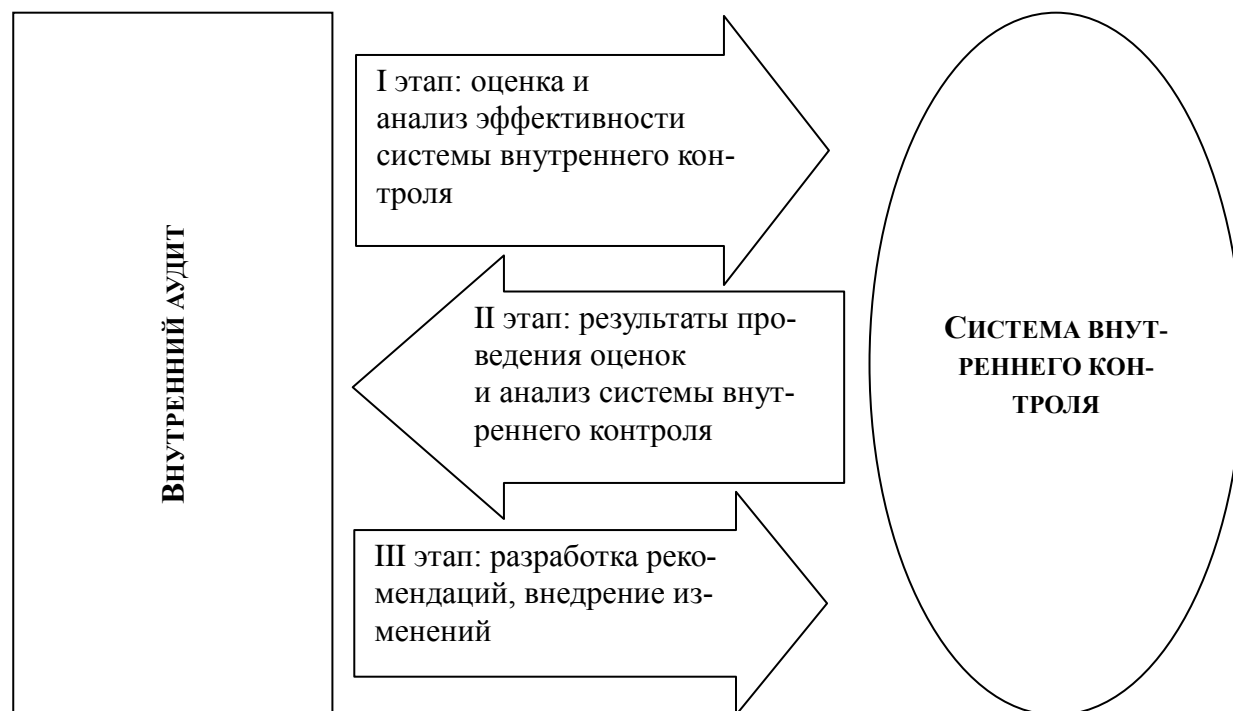 ВНУТРЕННИЙ АУДИТ
I этап: оценка и
анализ эффективности
системы внутреннего кон-
троля
II этап: результаты про-
ведения оценок
и анализ системы внут-
реннего контроля
III этап: разработка реко-
мендаций, внедрение из-
менений
СИСТЕМА ВНУТ-
РЕННЕГО КОН-
ТРОЛЯ